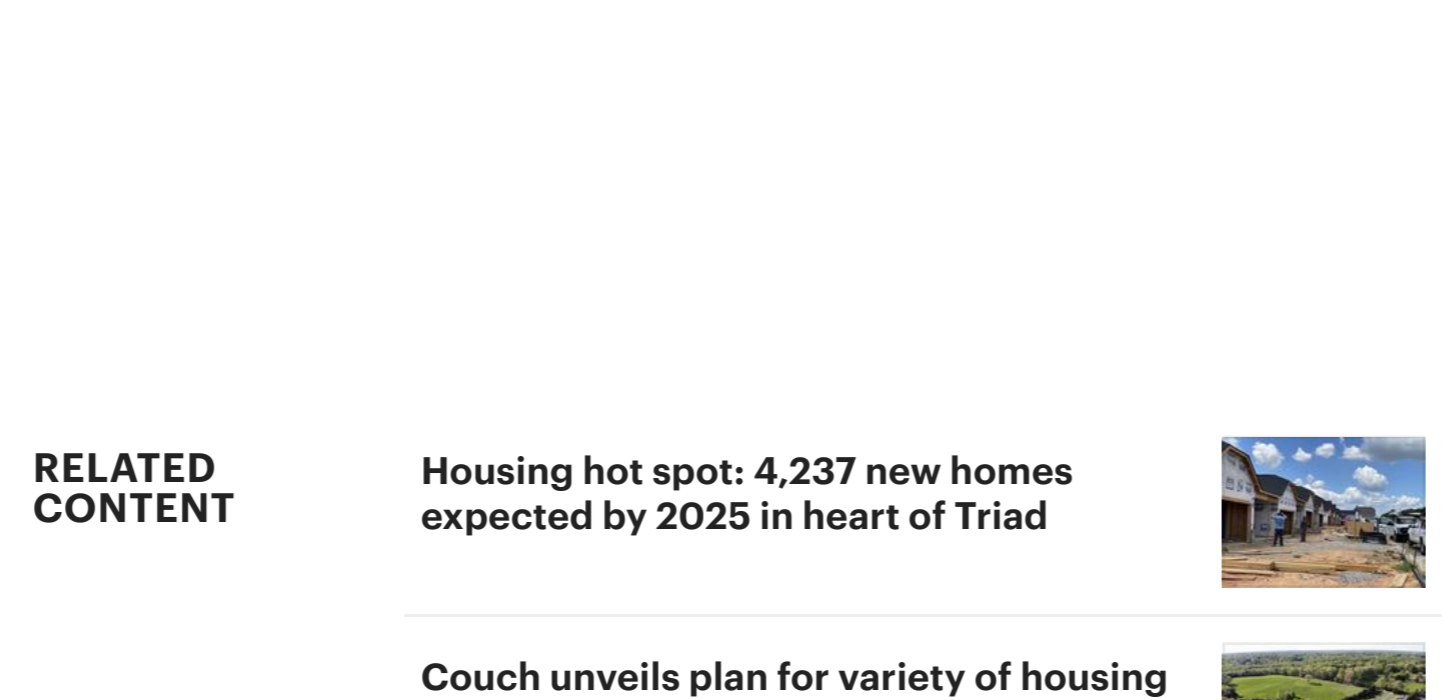 RELATED
CONTENT
Housing hot spot: 4,237 new homes
expected by 2025 in heart of Triad
Couch unveils plan for variety of housing